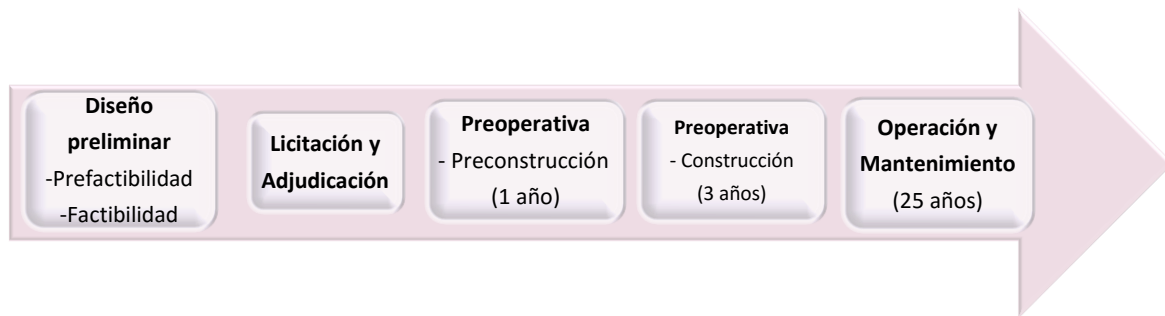 Diseño
preliminar
-Prefactibilidad
-Factibilidad
Licitación y
Adjudicación
Preoperativa
- Preconstrucción
(1 año)
Preoperativa
- Construcción
(3 años)
Operación y
Mantenimiento
(25 años)